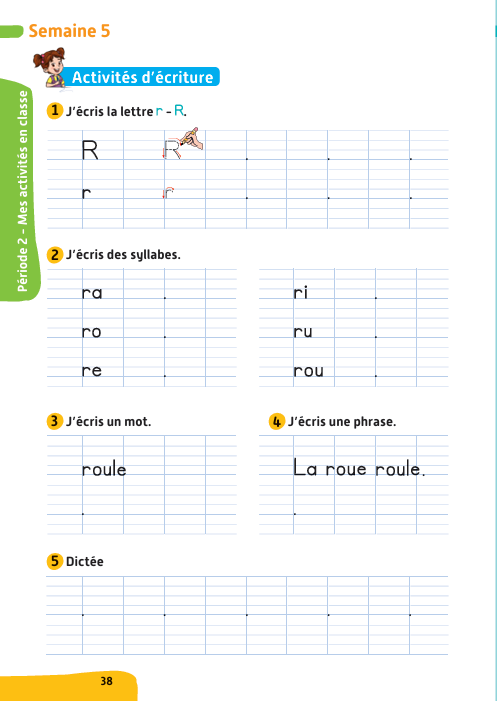 Semaine 5
Activités d'écriture
Période 2 – Mes activités en classe
1 J'écris la lettre r - R.
R R
r r
2 J'écris des syllabes.
ra ri
ro ru
re rou
3 J'écris un mot.
roule
4 J'écris une phrase.
La roue roule.
5 Dictée
38